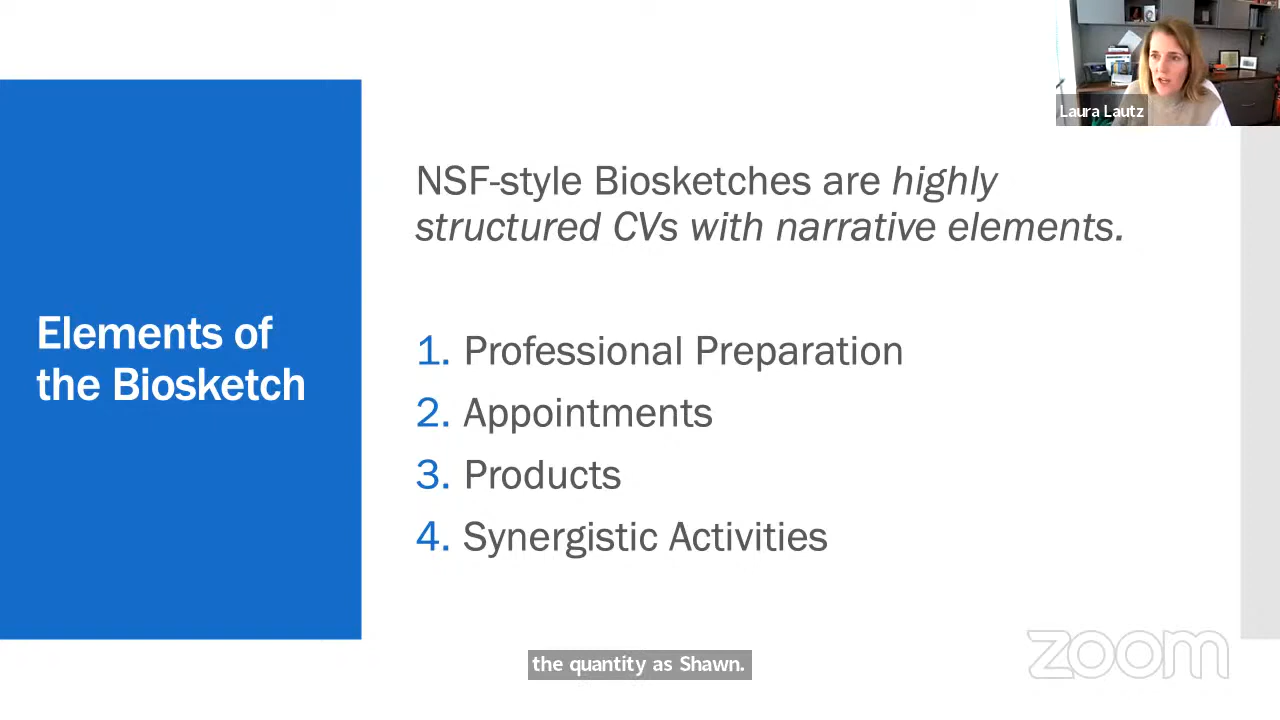 Laura Lautz
NSF-style Biosketches are highly
structured CVs with narrative elements.
Elements of
the Biosketch
1. Professional Preparation
2. Appointments
3. Products
4. Synergistic Activities
zoom
the quantity as Shawn.